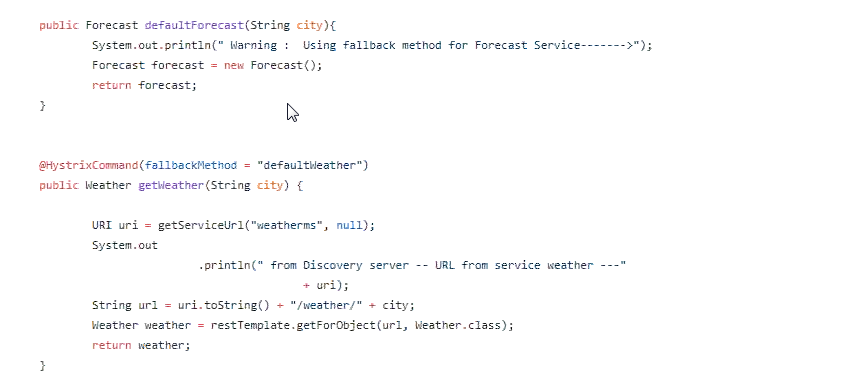 public Forecast defaultForecast(String city){
System.out.println(" Warning :  Using fallback method for Forecast Service------->");
Forecast forecast = new Forecast();
return forecast;
}
@HystrixCommand(fallbackMethod = "defaultWeather")
public Weather getWeather(String city) {
URI uri = getServiceUrl("weatherms", null);
System.out
.println(" from Discovery server -- URL from service weather ---"
+ uri);
String url = uri.toString() + "/weather/" + city;
Weather weather = restTemplate.getForObject(url, Weather.class);
return weather;
}